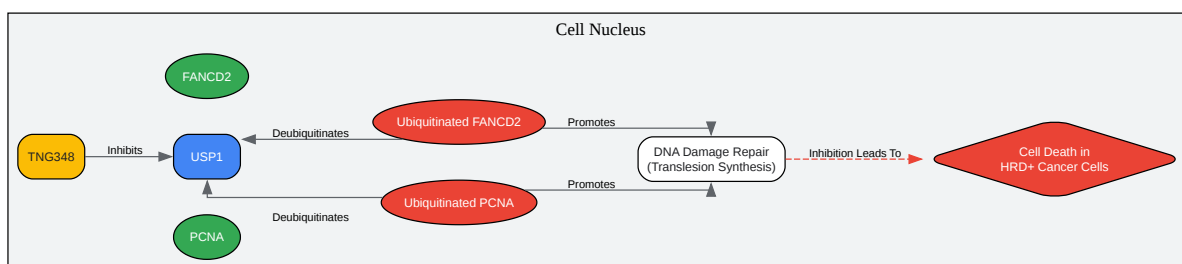 Cell Nucleus
FANCD2
Ubiquitinated FANCD2
Promotes
Deubiquitinates
TNG348
Inhibits
USP1
DNA Damage Repair
(Translesion Synthesis)
Inhibition Leads To
Cell Death in
HRD+ Cancer Cells
Promotes
Ubiquitinated PCNA
Deubiquitinates
PCNA